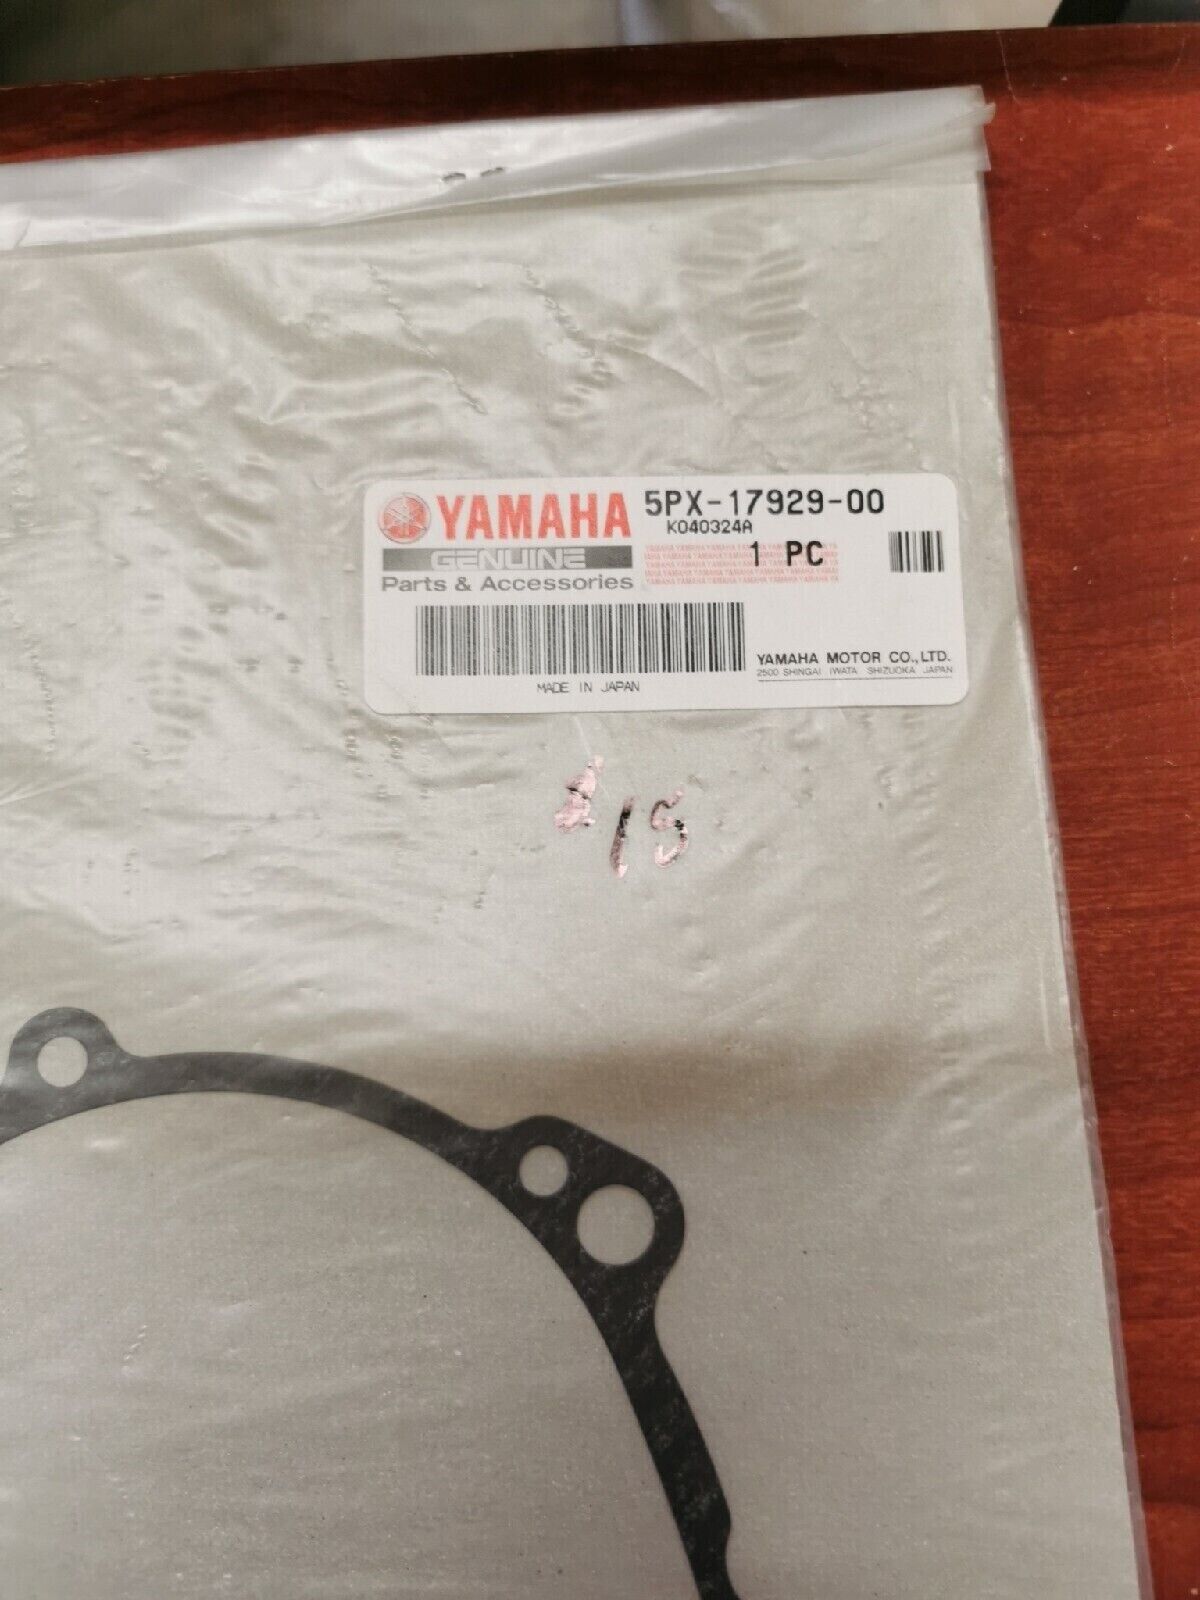 YAMAHA 5PX-17929-00
K040324A
GENUINE
1 PC
Parts & Accessories
YAMAHA MOTOR CO.,LTD.
2500 SHINGAI IWATA SHIZUOKA JAPAN
MADE IN JAPAN
$15